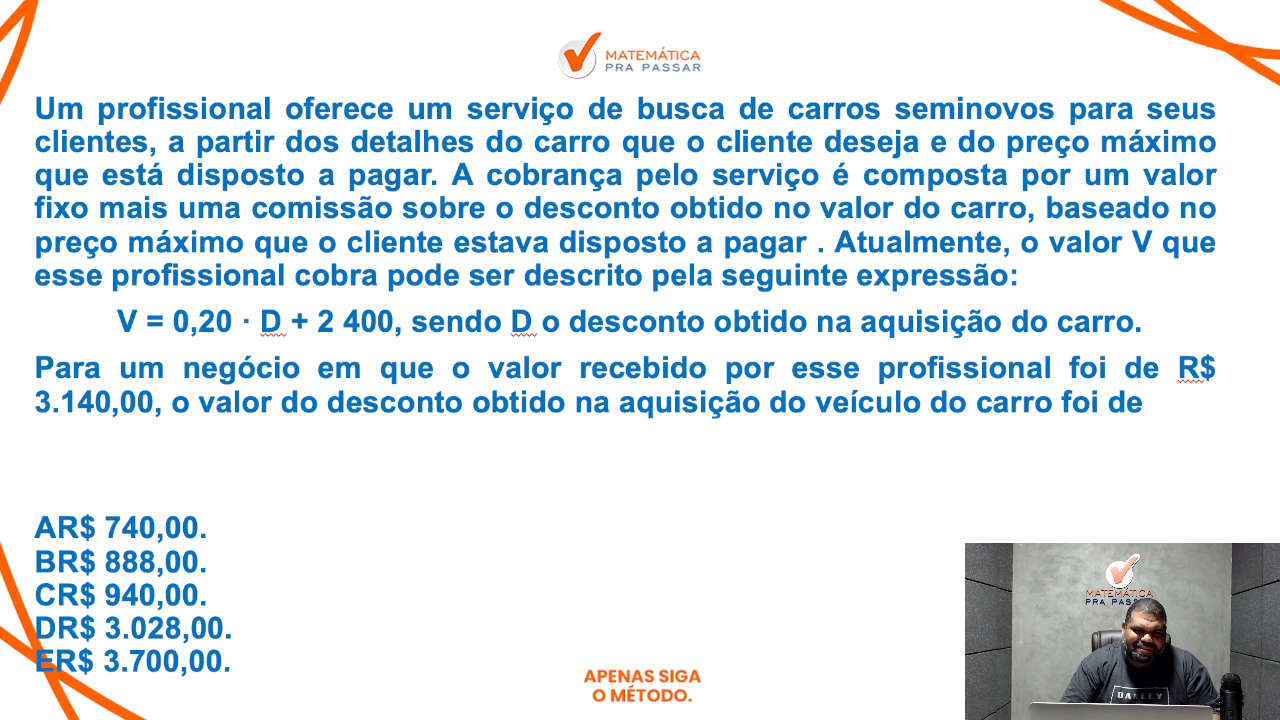 MATEMÁTICA
PRA PASSAR
Um profissional oferece um serviço de busca de carros seminovos para seus
clientes, a partir dos detalhes do carro que o cliente deseja e do preço máximo
que está disposto a pagar. A cobrança pelo serviço é composta por um valor
fixo mais uma comissão sobre o desconto obtido no valor do carro, baseado no
preço máximo que o cliente estava disposto a pagar . Atualmente, o valor V que
esse profissional cobra pode ser descrito pela seguinte expressão:
V = 0,20 · D + 2 400, sendo D o desconto obtido na aquisição do carro.
Para um negócio em que o valor recebido por esse profissional foi de R$
3.140,00, o valor do desconto obtido na aquisição do veículo do carro foi de
AR$ 740,00.
BR$ 888,00.
CR$ 940,00.
DR$ 3.028,00.
ER$ 3.700,00.
APENAS SIGA
O MÉTODO.
MATEMÁTICA
PRA PASSAR
OAKLEY